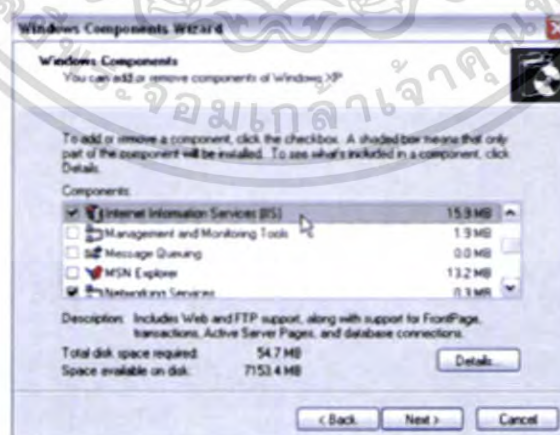 Windows Components Wizard
Windows Components
You can add or remove components of Windows XP
จอมเกล้า
To add or remove a component, click the checkbox. A shaded box means that only
part of the component will be installed. To see what's included in a component, click
Details.
Components:
Internet Information Services (IIS) 15.9 MB
Management and Monitoring Tools 1.9 MB
Message Queuing 0.0 MB
MSN Explorer 13.2 MB
Networking Services 0.3 MB
Description: Includes Web and FTP support, along with support for FrontPage,
transactions, Active Server Pages, and database connections.
Total disk space required: 54.7 MB
Space available on disk: 7153.4 MB
Details...
< Back
Next >
Cancel